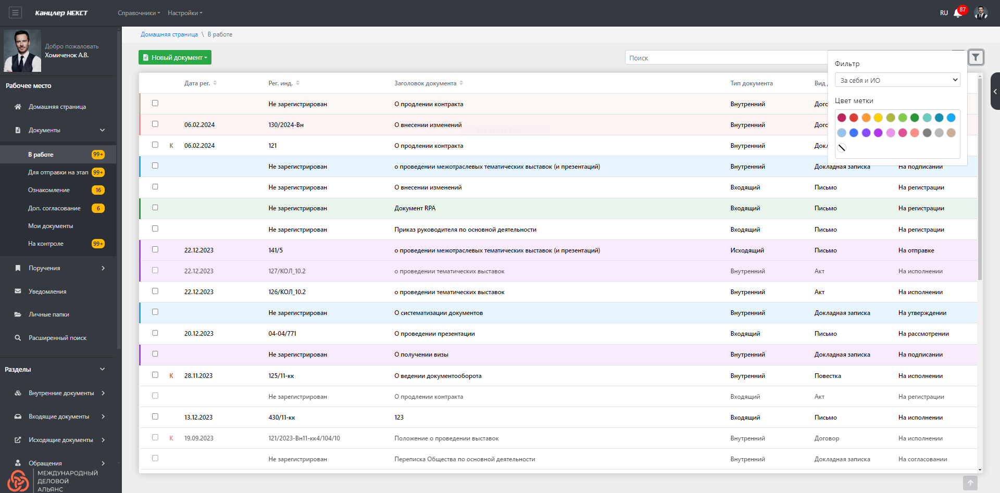 Канцлер НЕКСТ
Справочники
Настройки
RU
87
Добро пожаловать
Хомиченок А.В.
Рабочее место
Домашняя страница
Документы
В работе 99+
Для отправки на этап 99+
Ознакомление 16
Доп. согласование 6
Мои документы
На контроле 99+
Поручения
Уведомления
Личные папки
Расширенный поиск
Разделы
Внутренние документы
Входящие документы
Исходящие документы
Обращения
МЕЖДУНАРОДНЫЙ
ДЕЛОВОЙ
АЛЬЯНС
Домашняя страница \ В работе
Новый документ
Поиск
Фильтр
За себя и ИО
Цвет метки
Дата рег. Рег. инд. Заголовок документа Тип документа Вид
Не зарегистрирован О продлении контракта Внутренний Дого
06.02.2024 130/2024-Вн О внесении изменений Внутренний Дого
К 06.02.2024 121 О продлении контракта Внутренний Докл
Не зарегистрирован о проведении межотраслевых тематических выставок (и презентаций) Внутренний Докладная записка На подписании
Не зарегистрирован О внесении изменений Входящий Письмо На регистрации
Не зарегистрирован Документ RPA Входящий Письмо На регистрации
Не зарегистрирован Приказ руководителя по основной деятельности Входящий Письмо На регистрации
22.12.2023 141/5 о проведении межотраслевых тематических выставок (и презентаций) Исходящий Письмо На отправке
22.12.2023 127/КОЛ_10.2 о проведении тематических выставок Внутренний Акт На исполнении
22.12.2023 126/КОЛ_10.2 о проведении тематических выставок Внутренний Акт На исполнении
Не зарегистрирован О систематизации документов Внутренний Докладная записка На утверждении
20.12.2023 04-04/771 О проведении презентации Входящий Письмо На рассмотрении
Не зарегистрирован О получении визы Внутренний Докладная записка На подписании
К 28.11.2023 125/11-кк О ведении документооборота Внутренний Повестка На исполнении
Не зарегистрирован О продлении контракта Входящий Акт На регистрации
13.12.2023 430/11-кк 123 Входящий Письмо На исполнении
К 19.09.2023 121/2023-Вн11-кк4/104/10 Положение о проведении выставок Внутренний Договор На исполнении
Не зарегистрирован Переписка Общества по основной деятельности Внутренний Докладная записка На согласовании